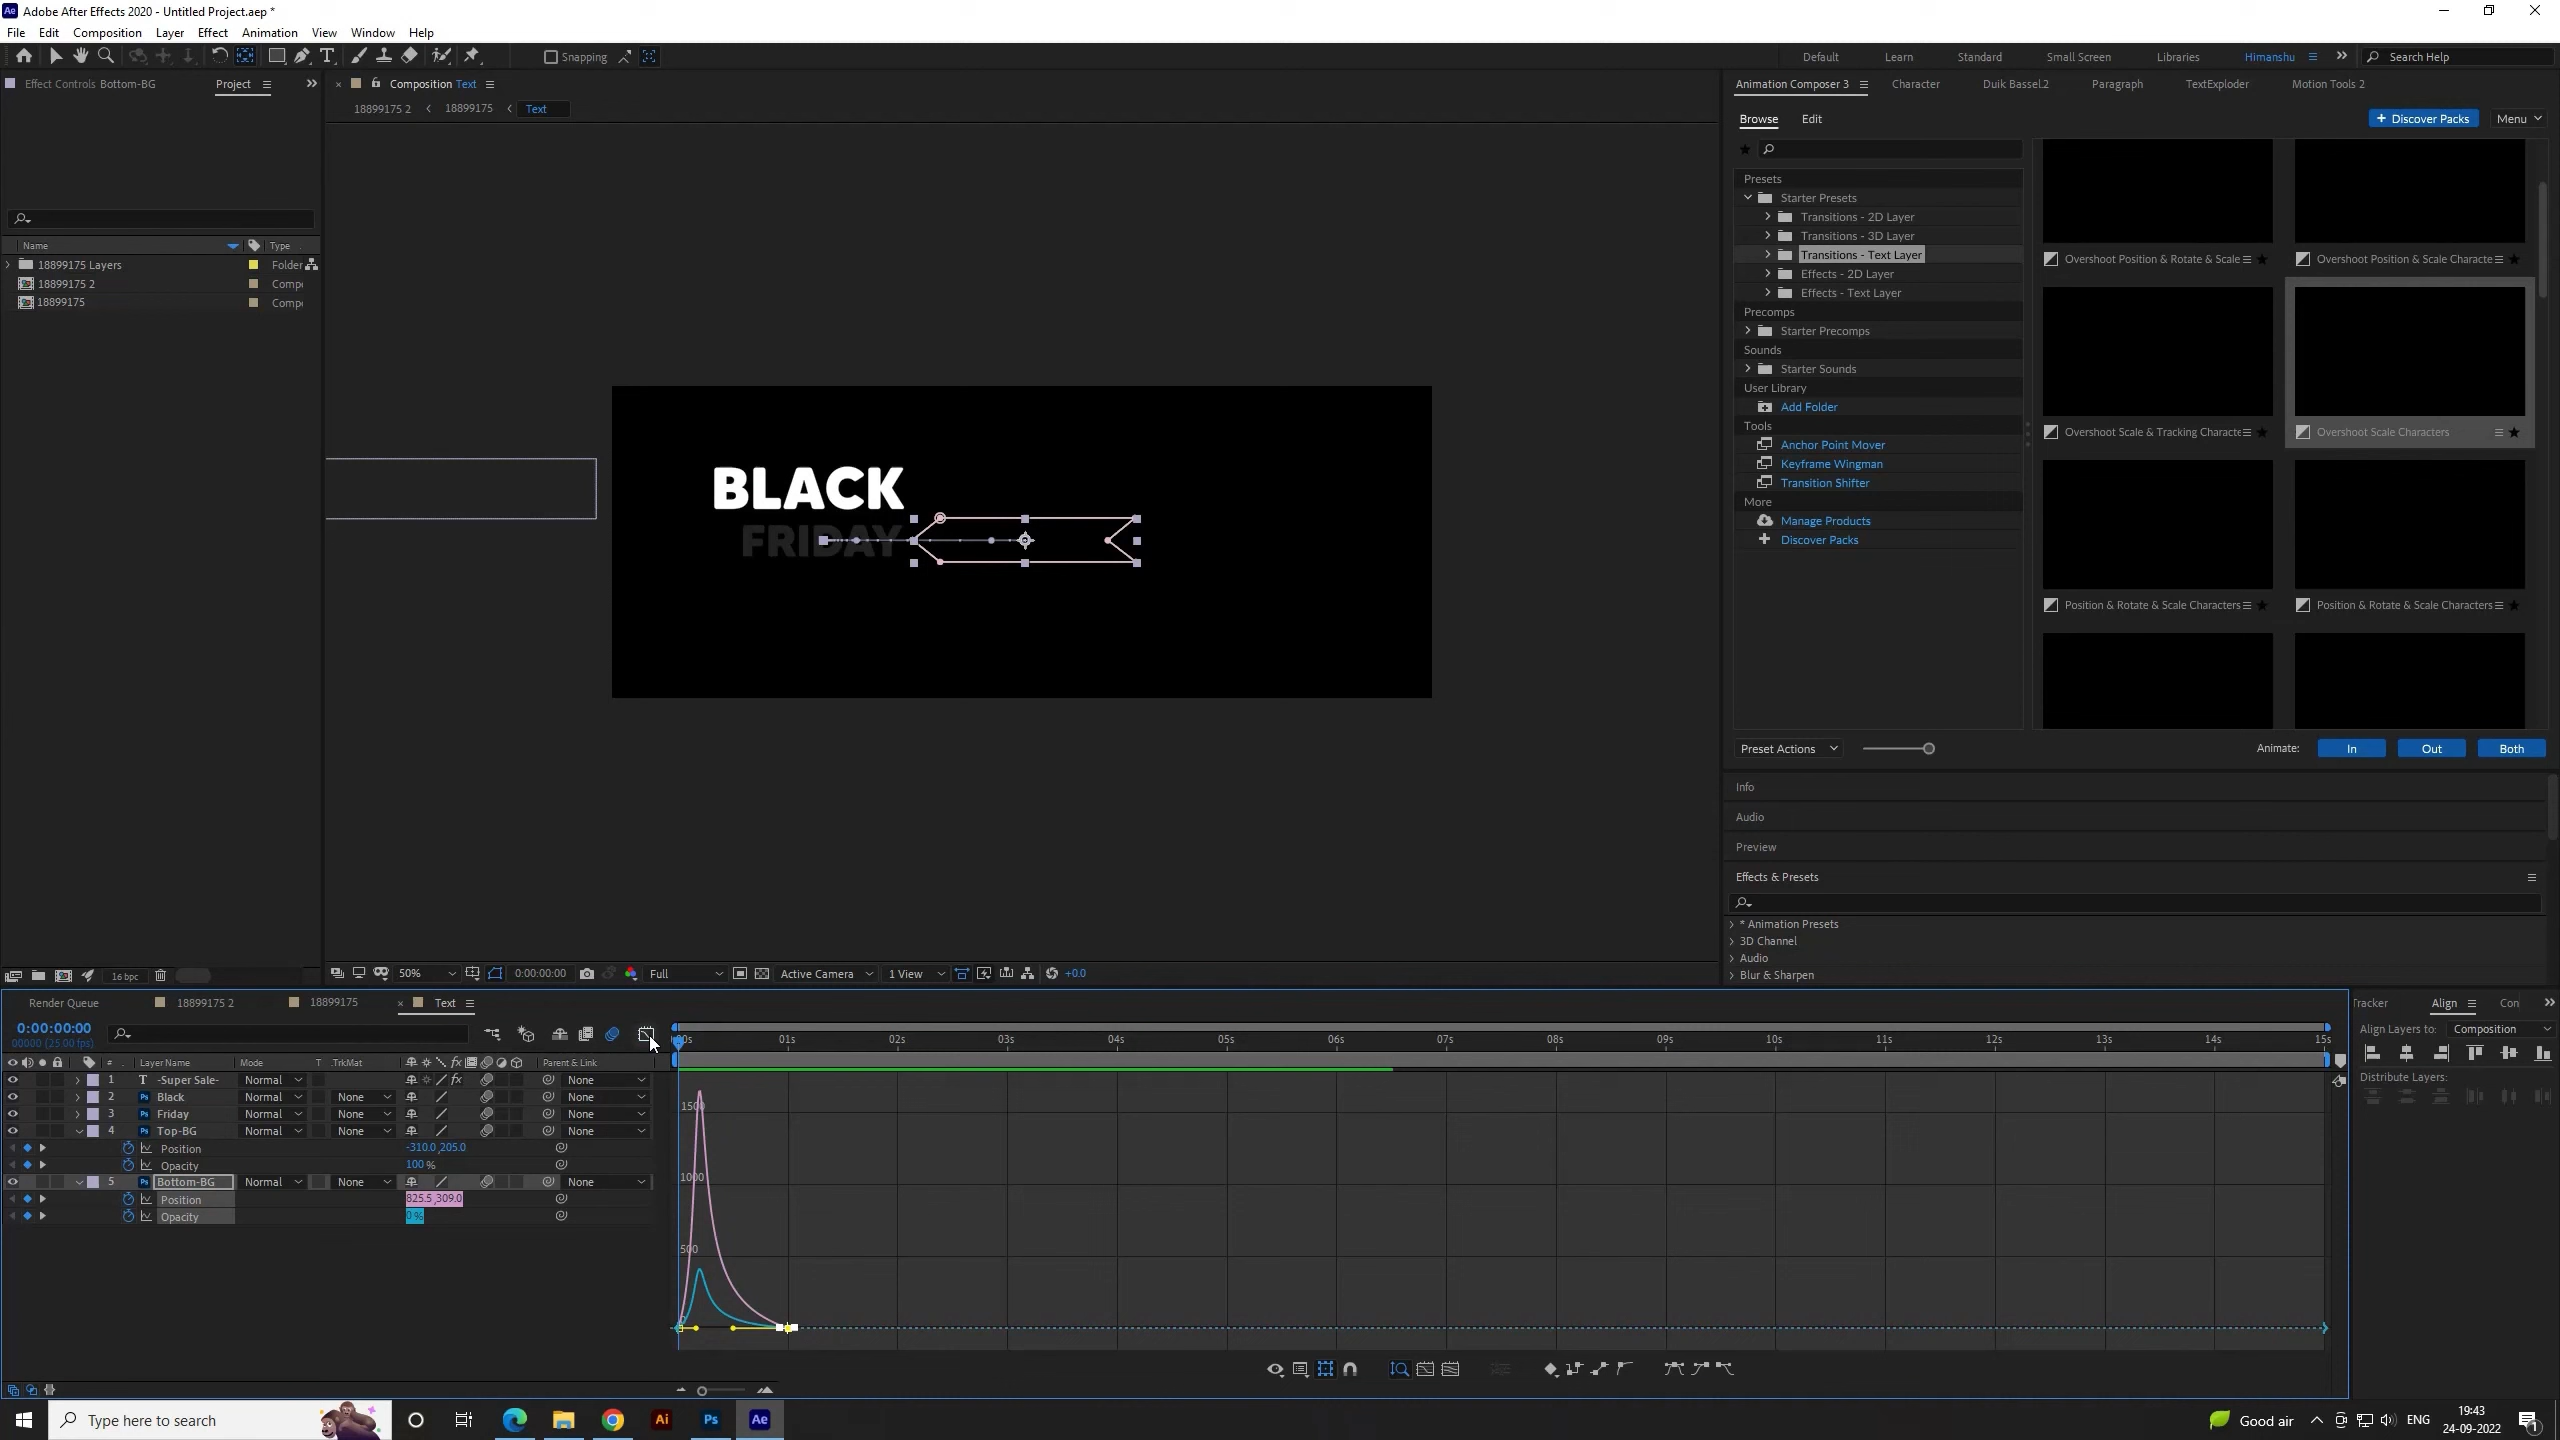 Adobe After Effects 2020 - Untitled Project.aep *
File Edit Composition Layer Effect Animation View Window Help
Snapping
Default Learn Standard Small Screen Libraries Himanshu Search Help
Effect Controls Bottom-BG Project
Composition Text
18899175 2 18899175 Text
Name Type
18899175 Layers Folder
18899175 2 Comp
18899175 Comp
BLACK
FRIDAY
Animation Composer 3 Character Duik Bassel.2 Paragraph TextExploder Motion Tools 2
Browse Edit
+ Discover Packs Menu
Presets
Starter Presets
Transitions - 2D Layer
Transitions - 3D Layer
Transitions - Text Layer
Effects - 2D Layer
Effects - Text Layer
Precomps
Starter Precomps
Sounds
Starter Sounds
User Library
Add Folder
Tools
Anchor Point Mover
Keyframe Wingman
Transition Shifter
More
Manage Products
Discover Packs
Overshoot Position & Rotate & Scale
Overshoot Position & Scale Characte
Overshoot Scale & Tracking Characte
Overshoot Scale Characters
Position & Rotate & Scale Characters
Position & Rotate & Scale Characters
Preset Actions
Animate: In Out Both
Info
Audio
Preview
Effects & Presets
* Animation Presets
3D Channel
Audio
Blur & Sharpen
16 bpc
50% 0:00:00:00 Full Active Camera 1 View +0.0
Render Queue 18899175 2 18899175 Text
0:00:00:00
00000 (25.00 fps)
# Layer Name Mode T .TrkMat Parent & Link
1 T -Super Sale- Normal None
2 Black Normal None None
3 Friday Normal None None
4 Top-BG Normal None None
Position -310.0,205.0
Opacity 100 %
5 Bottom-BG Normal None None
Position 825.5,309.0
Opacity 0 %
00s 01s 02s 03s 04s 05s 06s 07s 08s 09s 10s 11s 12s 13s 14s 15s
1500
1000
500
0
Tracker Align Con
Align Layers to: Composition
Distribute Layers:
Type here to search
Ai Ps Ae
Good air ENG
19:43
24-09-2022
1